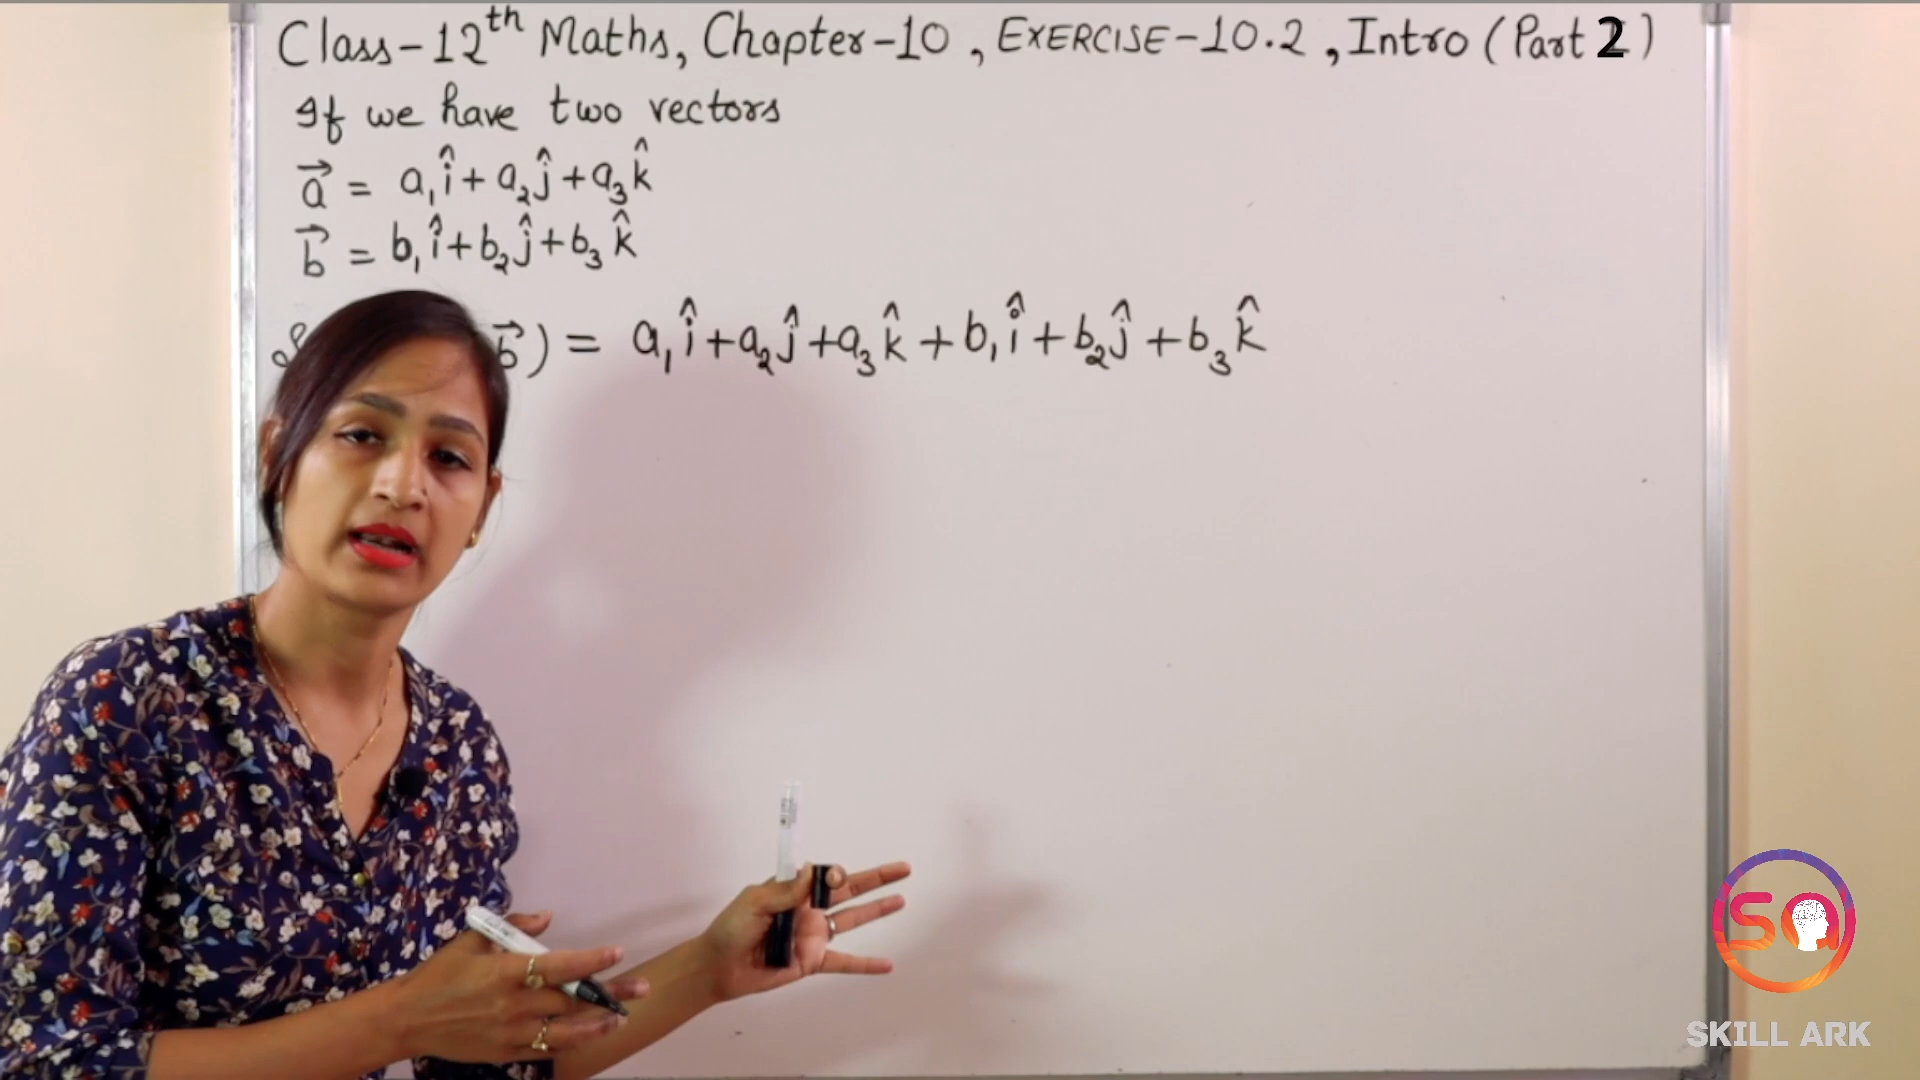 Class-12th Maths, Chapter-10, EXERCISE-10.2, Intro (Part 2)
If we have two vectors
a⃗ = a₁î + a₂ĵ + a₃k̂
b⃗ = b₁î + b₂ĵ + b₃k̂
b⃗) = a₁î + a₂ĵ + a₃k̂ + b₁î + b₂ĵ + b₃k̂
Sa
SKILL ARK